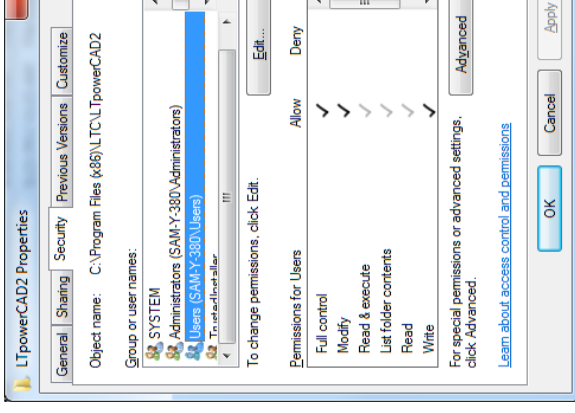 LTpowerCAD2 Properties
General Sharing Security Previous Versions Customize
Object name: C:\Program Files (x86)\LTC\LTpowerCAD2
Group or user names:
SYSTEM
Administrators (SAM-Y-380\Administrators)
Users (SAM-Y-380\Users)
TrustedInstaller
To change permissions, click Edit.
Edit...
Permissions for Users Allow Deny
Full control
Modify
Read & execute
List folder contents
Read
Write
For special permissions or advanced settings,
click Advanced.
Advanced
Learn about access control and permissions
OK Cancel Apply